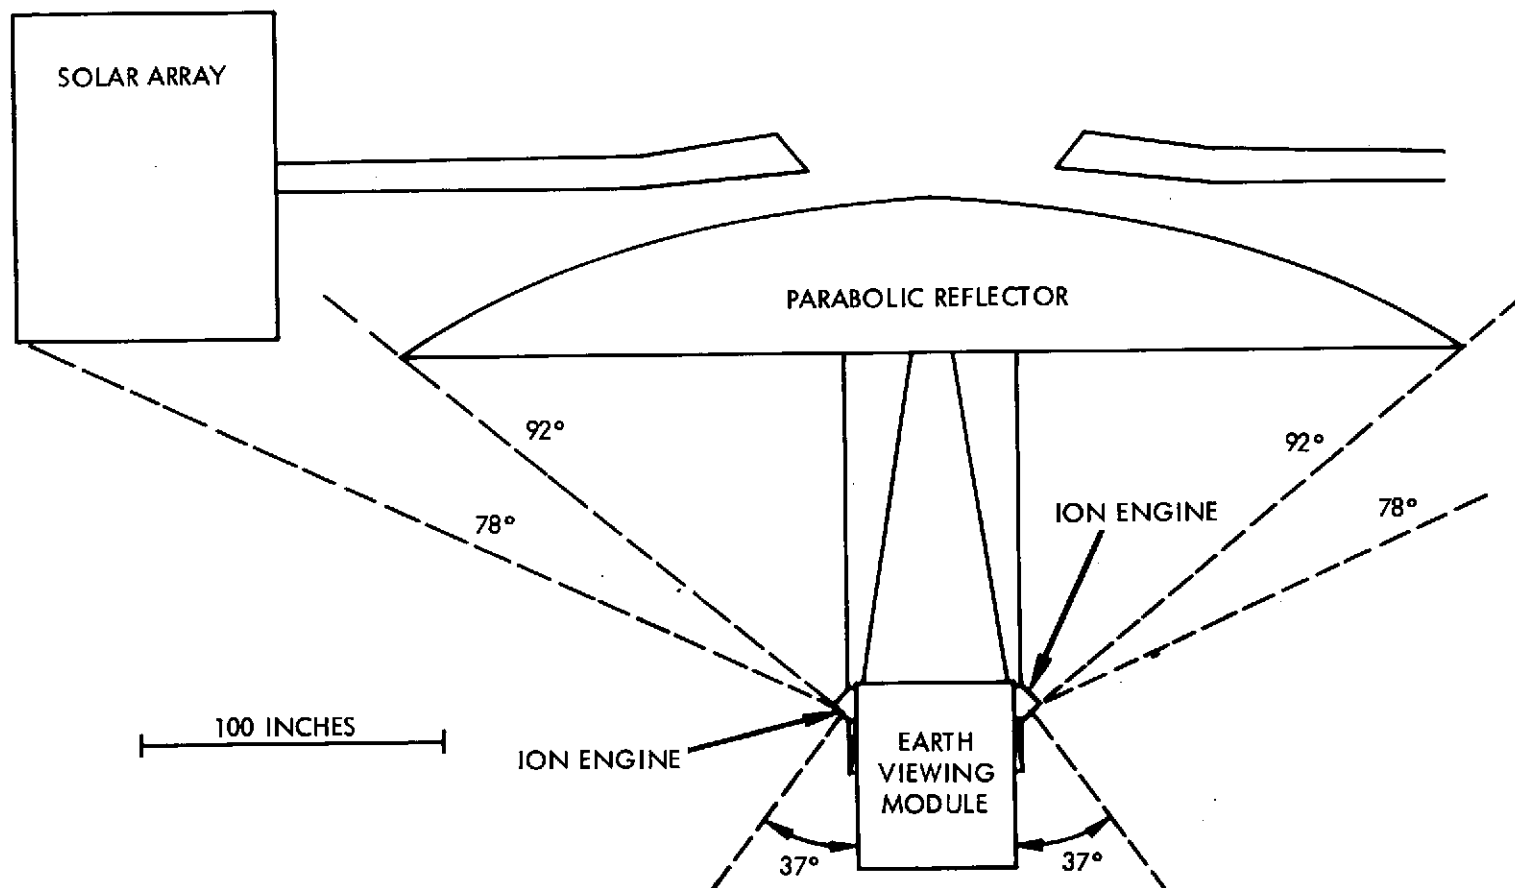 SOLAR ARRAY
PARABOLIC REFLECTOR
92°
92°
78°
78°
ION ENGINE
100 INCHES
ION ENGINE
EARTH
VIEWING
MODULE
37°
37°